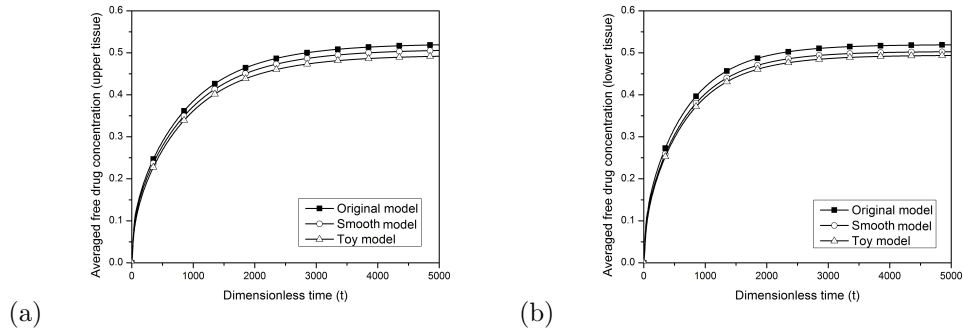 0.6
0.5
0.4
0.3
0.2
0.1
0.0
Averaged free drug concentration (upper tissue)
Original model
Smooth model
Toy model
0 1000 2000 3000 4000 5000
Dimensionless time (t)
(a)
0.6
0.5
0.4
0.3
0.2
0.1
0.0
Averaged free drug concentration (lower tissue)
Original model
Smooth model
Toy model
0 1000 2000 3000 4000 5000
Dimensionless time (t)
(b)